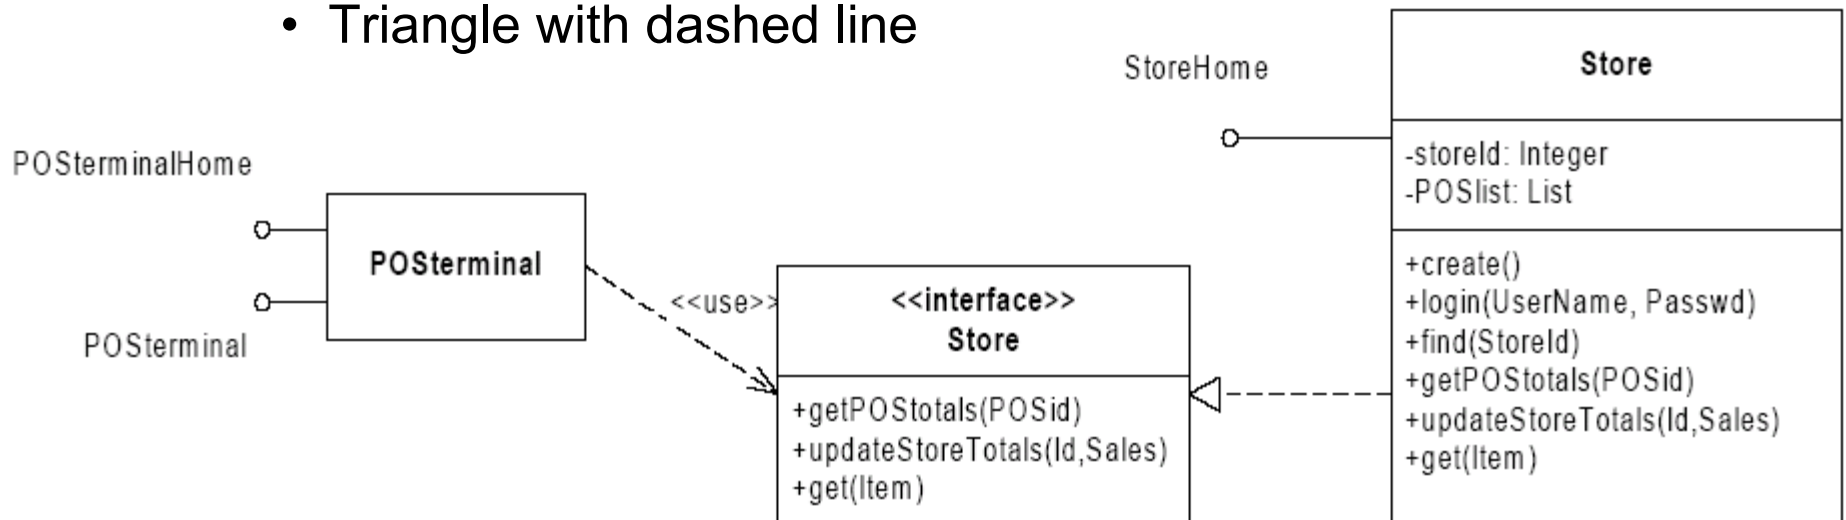 • Triangle with dashed line
StoreHome
Store
-storeId: Integer
-POSlist: List
+create()
+login(UserName, Passwd)
+find(StoreId)
+getPOStotals(POSid)
+updateStoreTotals(Id,Sales)
+get(Item)
POSterminalHome
POSterminal
POSterminal
<<use>>
<<interface>>
Store
+getPOStotals(POSid)
+updateStoreTotals(Id,Sales)
+get(Item)